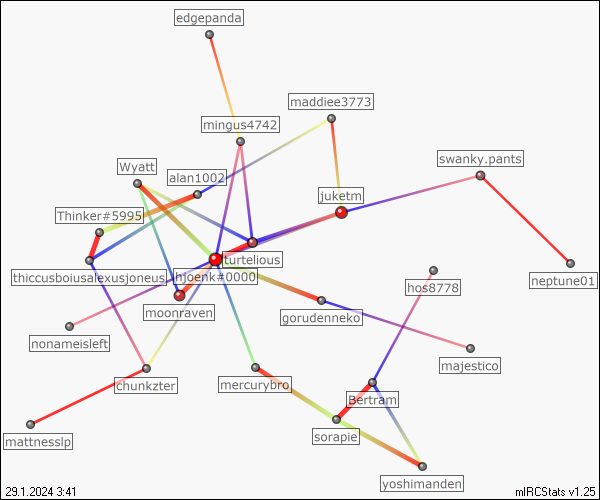 edgepanda
maddiee3773
mingus4742
swanky.pants
Wyatt
alan1002
juketm
Thinker#5995
turtelious
thiccusboiusalexusjoneus
hjoenk#0000
neptune01
hos8778
moonraven
gorudenneko
nonameisleft
majestico
chunkzter
mercurybro
Bertram
mattnesslp
sorapie
yoshimanden
29.1.2024 3:41
mIRCStats v1.25